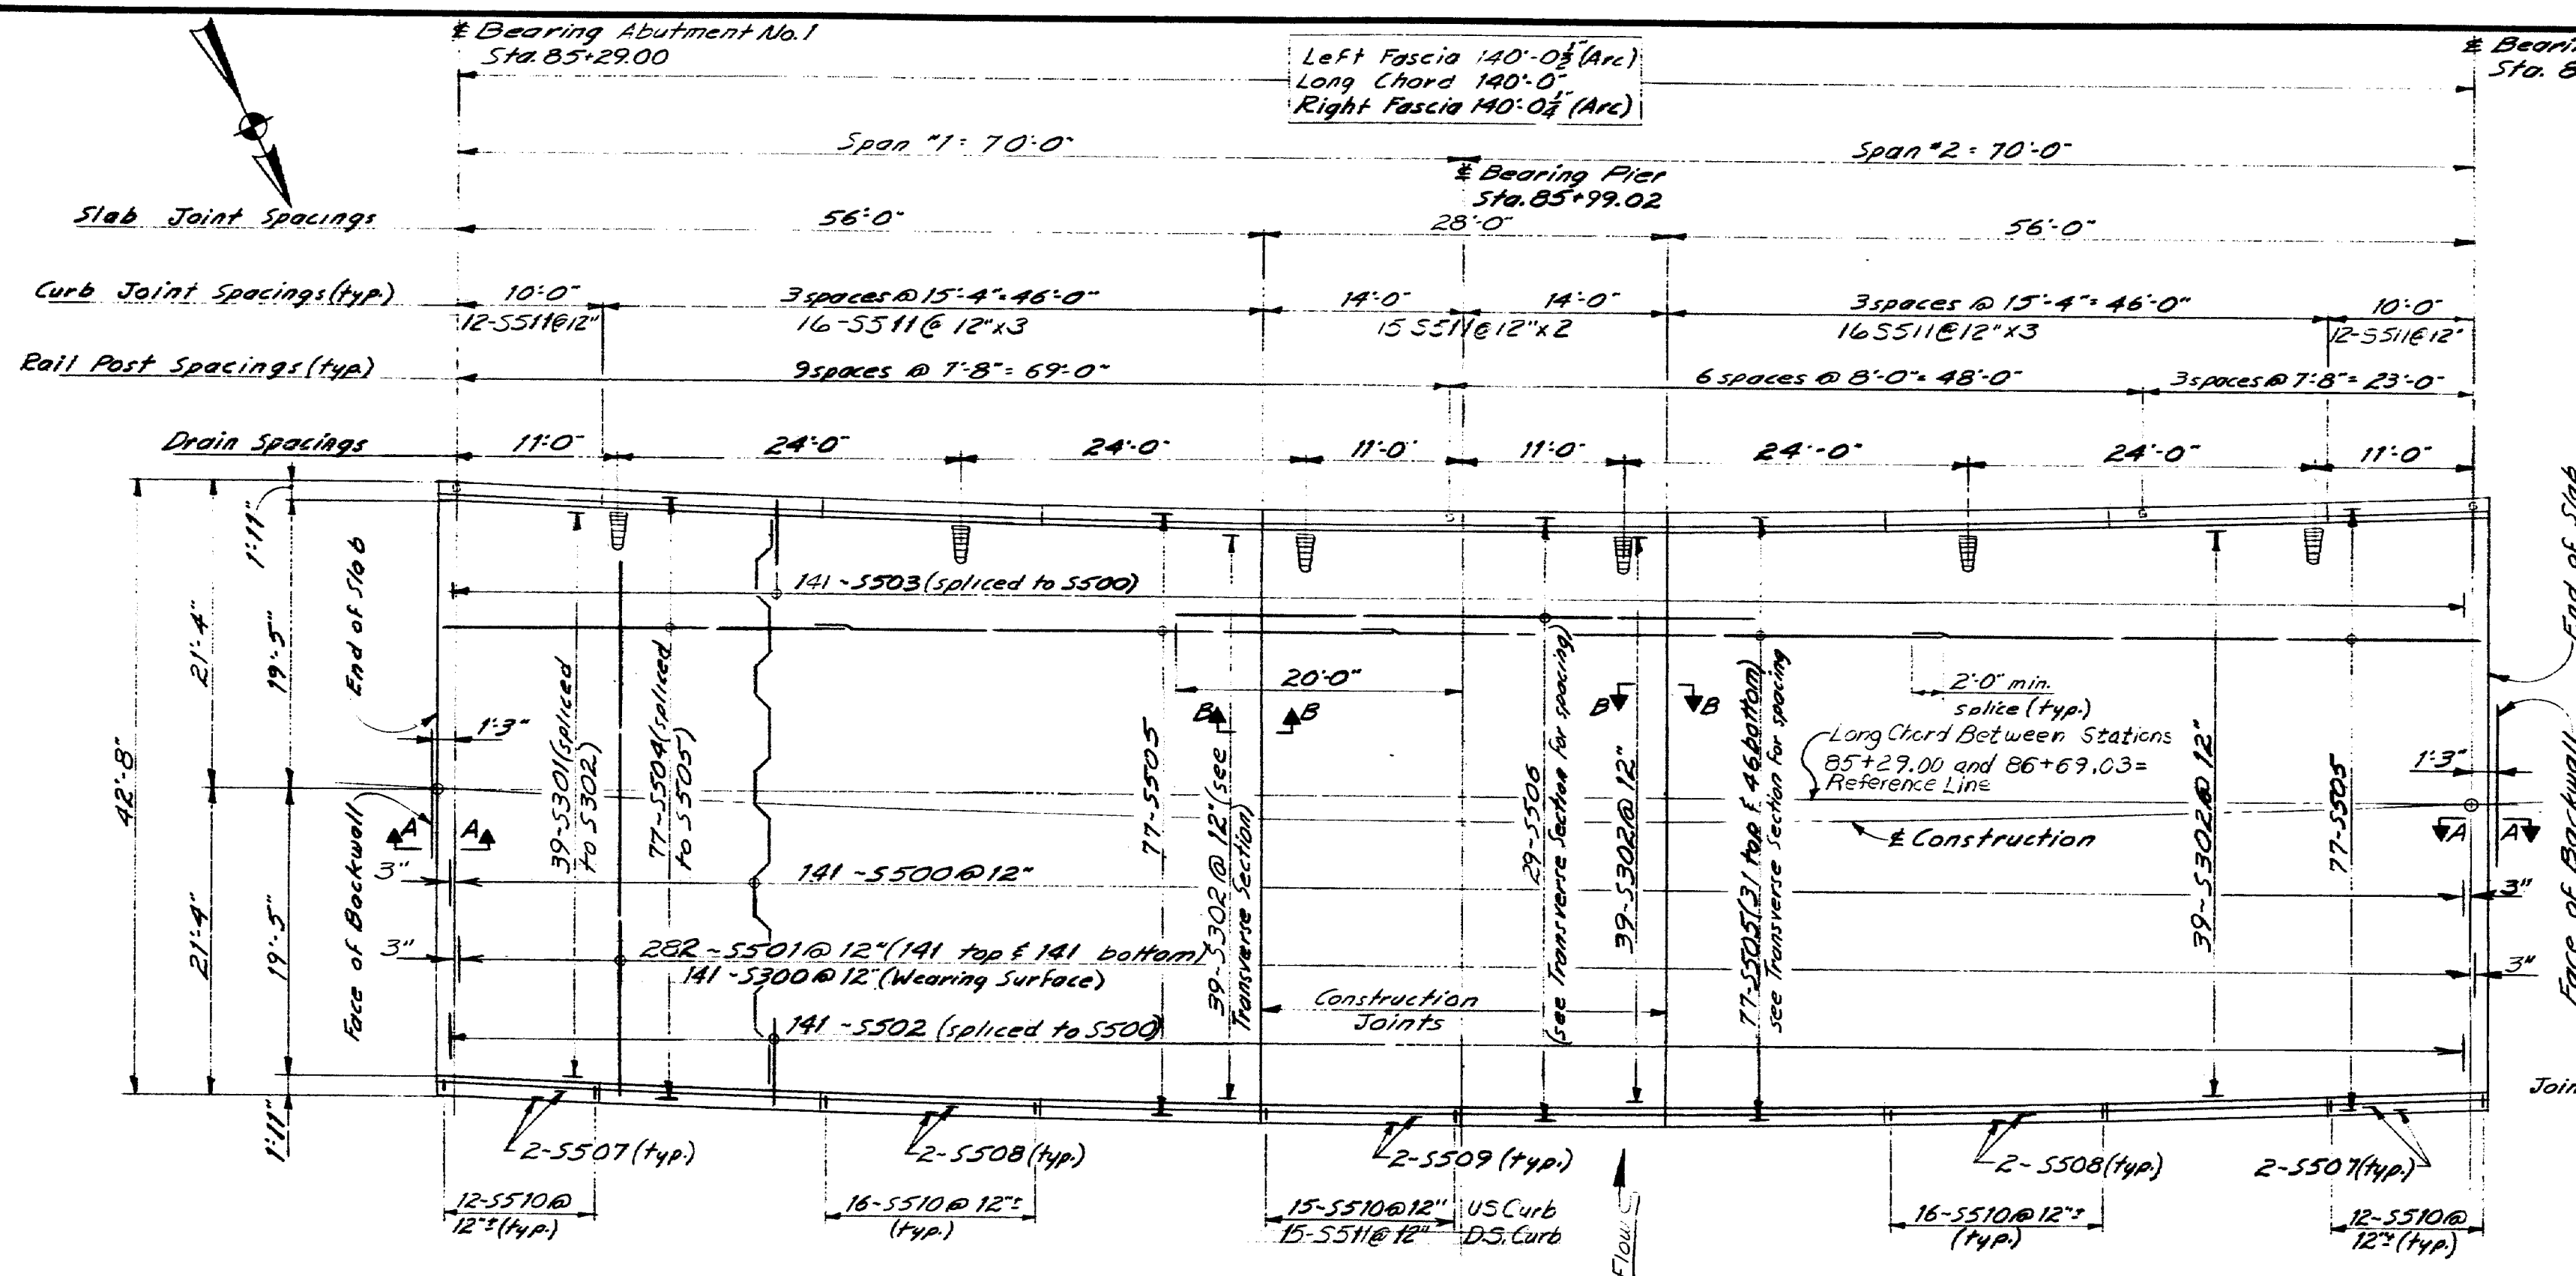 ℄ Bearing Abutment No.1
Sta. 85+29.00
Left Fascia 140'-0½" (Arc)
Long Chord 140'-0"
Right Fascia 140'-0¼" (Arc)
℄ Beari
Sta. 8
Span #1 = 70'-0"
Span #2 = 70'-0"
℄ Bearing Pier
Sta. 85+99.02
Slab Joint Spacings
56'-0"
28'-0"
56'-0"
Curb Joint Spacings (typ.)
10'-0"
3 spaces @ 15'-4" = 46'-0"
14'-0"
14'-0"
3 spaces @ 15'-4" = 46'-0"
10'-0"
12-S511@12"
16-S511@ 12"x3
15 S511@12"x2
16 S511@12"x3
12-S511@12"
Rail Post Spacings (typ.)
9 spaces @ 7'-8" = 69'-0"
6 spaces @ 8'-0" = 48'-0"
3 spaces @ 7'-8" = 23'-0"
Drain Spacings
11'-0"
24'-0"
24'-0"
11'-0"
11'-0"
24'-0"
24'-0"
11'-0"
1'-11"
End of Slab
End of Slab
141-S503 (spliced to S500)
42'-8"
21'-4"
19'-5"
1'-3"
39-S301 (spliced
to S302)
77-S504 (spliced
to S505)
20'-0"
B
B
B
B
2'-0" min.
splice (typ.)
Long Chord Between Stations
85+29.00 and 86+69.03=
Reference Line
1'-3"
77-S505
39-S302 @ 12" (see
Transverse Section)
29-S506
(see Transverse Section for spacing)
39-S302@ 12"
77-S505 (31 top & 46 bottom)
see Transverse Section for spacing
39-S302@ 12"
77-S505
℄ Construction
A
A
A
A
Face of Backwall
Face of Backwall
21'-4"
19'-5"
3"
141-S500@12"
3"
3"
282-S501@ 12" (141 top & 141 bottom)
141-S300@12" (Wearing Surface)
3"
Construction
Joints
141-S502 (spliced to S500)
Join
1'-11"
2-S507 (typ.)
2-S508 (typ.)
2-S509 (typ.)
2-S508 (typ.)
2-S507 (typ.)
12-S510@
12"± (typ.)
16-S510@ 12"±
(typ.)
15-S510@12" US Curb
15-S511@12" D.S. Curb
Flow
16-S510@12"±
(typ.)
12-S510@
12"± (typ.)